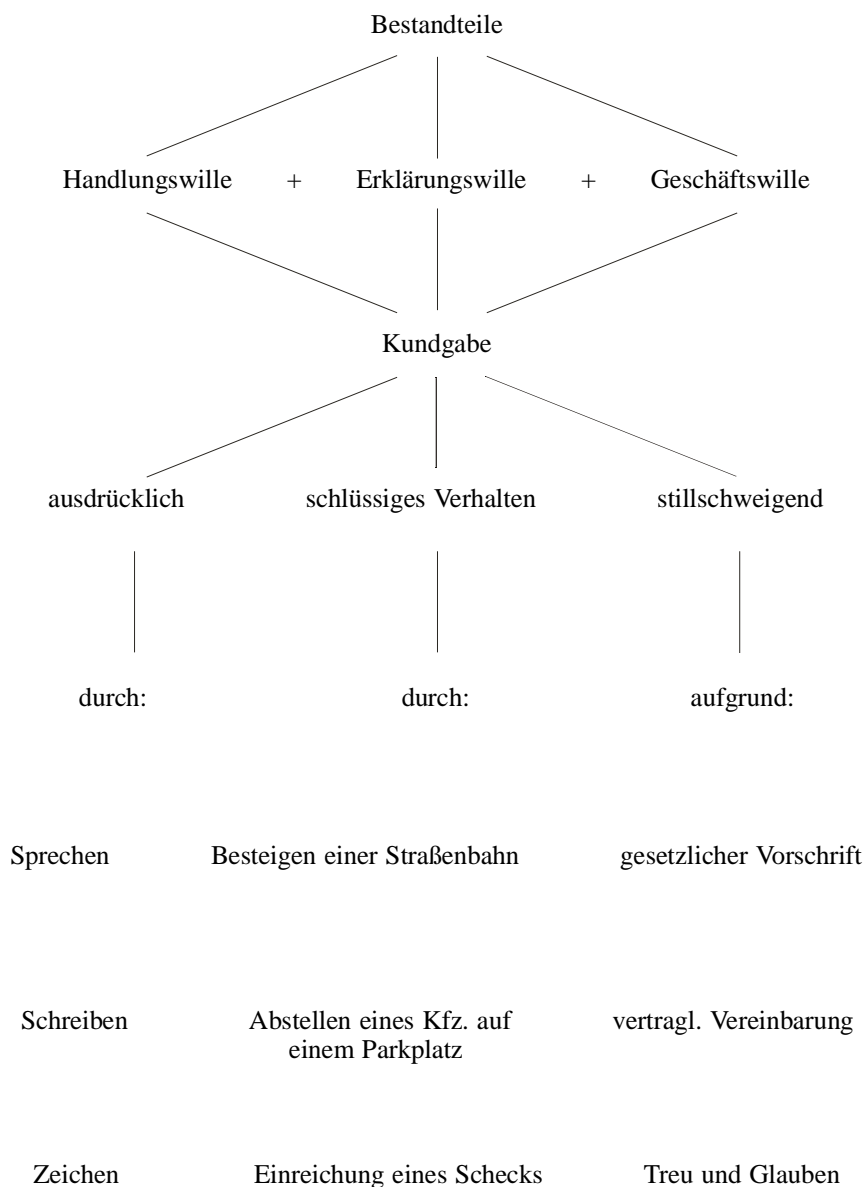 Bestandteile
Handlungswille + Erklärungswille + Geschäftswille
Kundgabe
ausdrücklich schlüssiges Verhalten stillschweigend
durch: durch: aufgrund:
Sprechen Besteigen einer Straßenbahn gesetzlicher Vorschrift
Schreiben Abstellen eines Kfz. auf vertragl. Vereinbarung
einem Parkplatz
Zeichen Einreichung eines Schecks Treu und Glauben